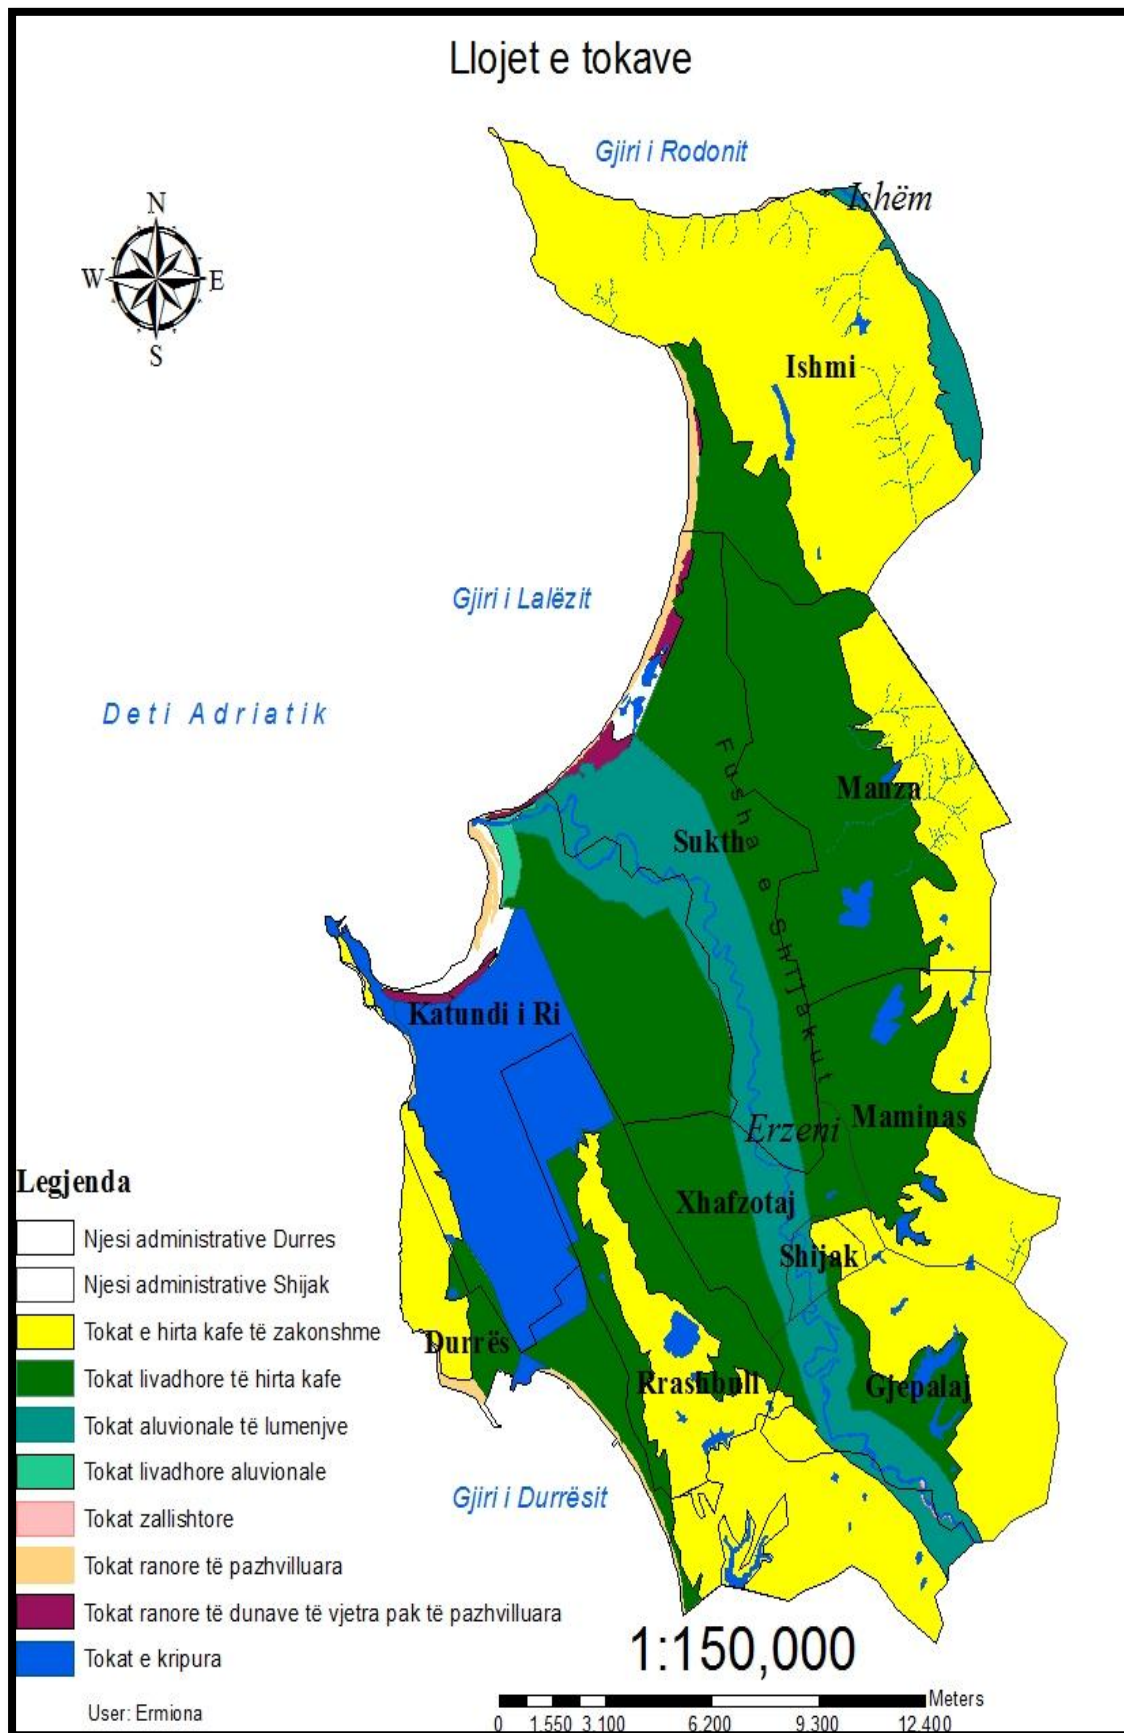 Llojet e tokave
Gjiri i Rodonit
Ishëm
N
W E
S
Ishmi
Gjiri i Lalëzit
Deti Adriatik
Manza
Sukth
Fusha e Shijakut
Katundi i Ri
Maminas
Erzeni
Xhafzotaj
Shijak
Durrës
Rrashbull
Gjepalaj
Gjiri i Durrësit
Legjenda
Njesi administrative Durres
Njesi administrative Shijak
Tokat e hirta kafe të zakonshme
Tokat livadhore të hirta kafe
Tokat aluvionale të lumenjve
Tokat livadhore aluvionale
Tokat zallishtore
Tokat ranore të pazhvilluara
Tokat ranore të dunave të vjetra pak të pazhvilluara
Tokat e kripura
User: Ermiona
1:150,000
Meters
0 1.550 3.100 6.200 9.300 12.400